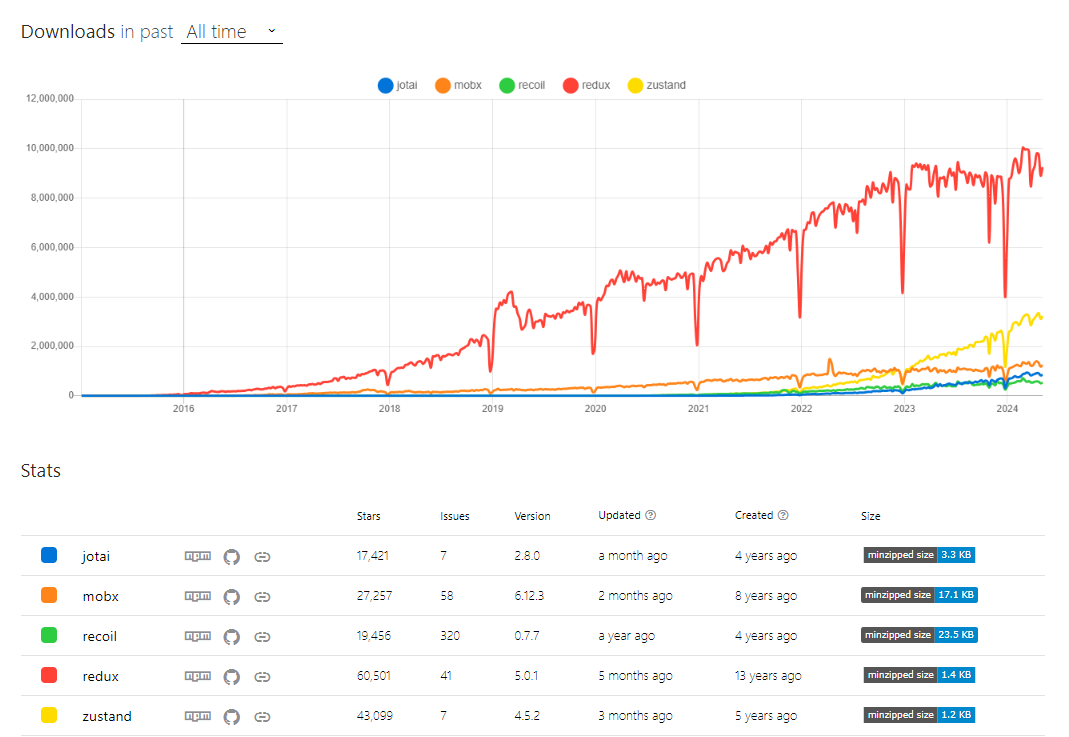 Downloads in past All time
jotai mobx recoil redux zustand
12,000,000
10,000,000
8,000,000
6,000,000
4,000,000
2,000,000
0
2016 2017 2018 2019 2020 2021 2022 2023 2024
Stats
Stars Issues Version Updated Created Size
jotai npm 17,421 7 2.8.0 a month ago 4 years ago minzipped size 3.3 KB
mobx npm 27,257 58 6.12.3 2 months ago 8 years ago minzipped size 17.1 KB
recoil npm 19,456 320 0.7.7 a year ago 4 years ago minzipped size 23.5 KB
redux npm 60,501 41 5.0.1 5 months ago 13 years ago minzipped size 1.4 KB
zustand npm 43,099 7 4.5.2 3 months ago 5 years ago minzipped size 1.2 KB